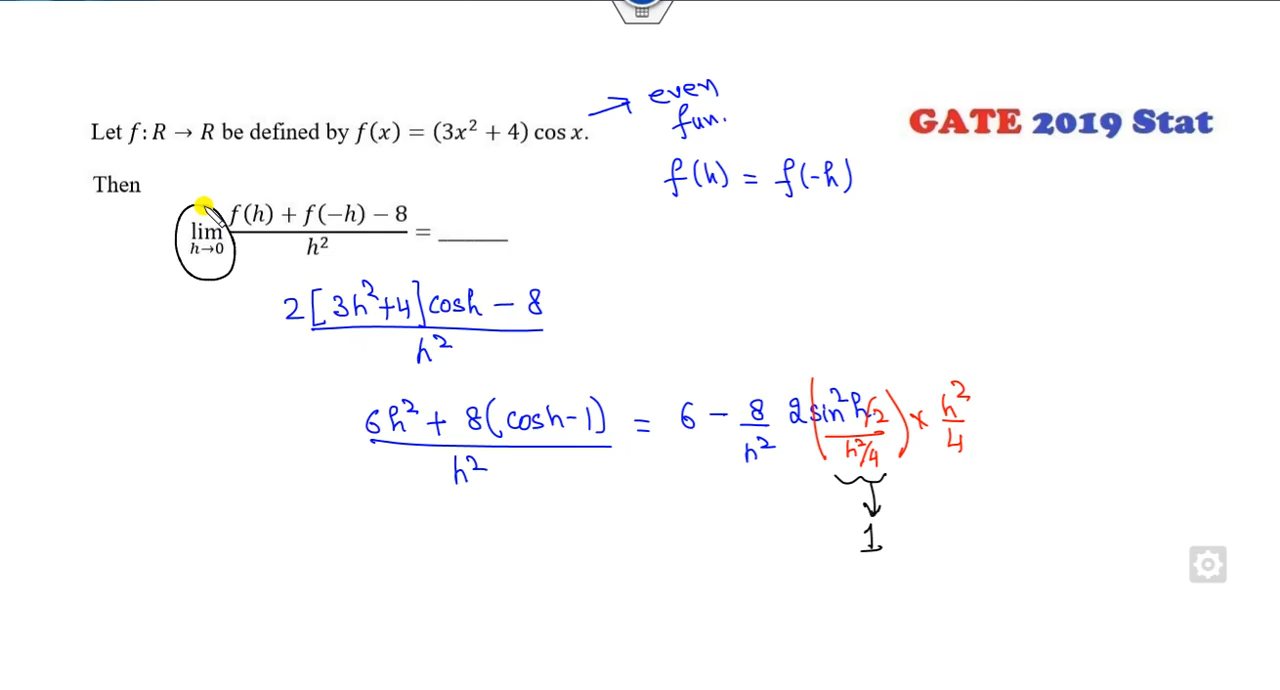 Let f: R → R be defined by f(x) = (3x² + 4) cos x.
→ even
fun.
GATE 2019 Stat
f(h) = f(-h)
Then
lim h→0 (f(h) + f(−h) − 8)/h² = ______
2[3h²+4]cosh − 8
h²
6h² + 8(cosh-1) = 6 − 8/h² 2(sin²h/2 / h²/4) × h²/4
h²
↓
1